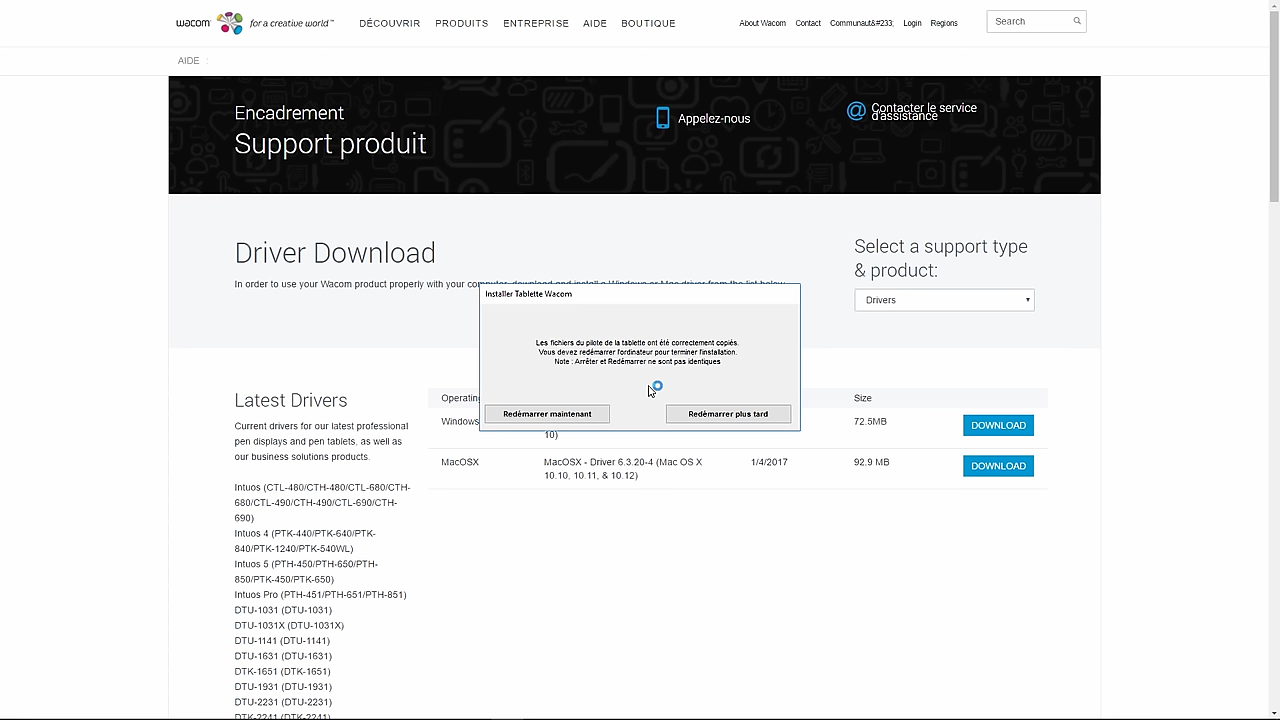 wacom for a creative world™ DÉCOUVRIR PRODUITS ENTREPRISE AIDE BOUTIQUE About Wacom Contact Communaut&#233; Login Regions Search
AIDE :
Encadrement
Support produit
Appelez-nous
Contacter le service
d'assistance
Driver Download
In order to use your Wacom product properly with your computer, download and install a Windows or Mac driver from the list below.
Select a support type
& product:
Drivers
Installer Tablette Wacom
Les fichiers du pilote de la tablette ont été correctement copiés.
Vous devez redémarrer l'ordinateur pour terminer l'installation.
Note : Arrêter et Redémarrer ne sont pas identiques
Redémarrer maintenant Redémarrer plus tard
Latest Drivers
Current drivers for our latest professional
pen displays and pen tablets, as well as
our business solutions products.
Intuos (CTL-480/CTH-480/CTL-680/CTH-
680/CTL-490/CTH-490/CTL-690/CTH-
690)
Intuos 4 (PTK-440/PTK-640/PTK-
840/PTK-1240/PTK-540WL)
Intuos 5 (PTH-450/PTH-650/PTH-
850/PTK-450/PTK-650)
Intuos Pro (PTH-451/PTH-651/PTH-851)
DTU-1031 (DTU-1031)
DTU-1031X (DTU-1031X)
DTU-1141 (DTU-1141)
DTU-1631 (DTU-1631)
DTK-1651 (DTK-1651)
DTU-1931 (DTU-1931)
DTU-2231 (DTU-2231)
DTK-2241 (DTK-2241)
Size
Windows 72.5MB DOWNLOAD
10)
MacOSX MacOSX - Driver 6.3.20-4 (Mac OS X 1/4/2017 92.9 MB DOWNLOAD
10.10, 10.11, & 10.12)